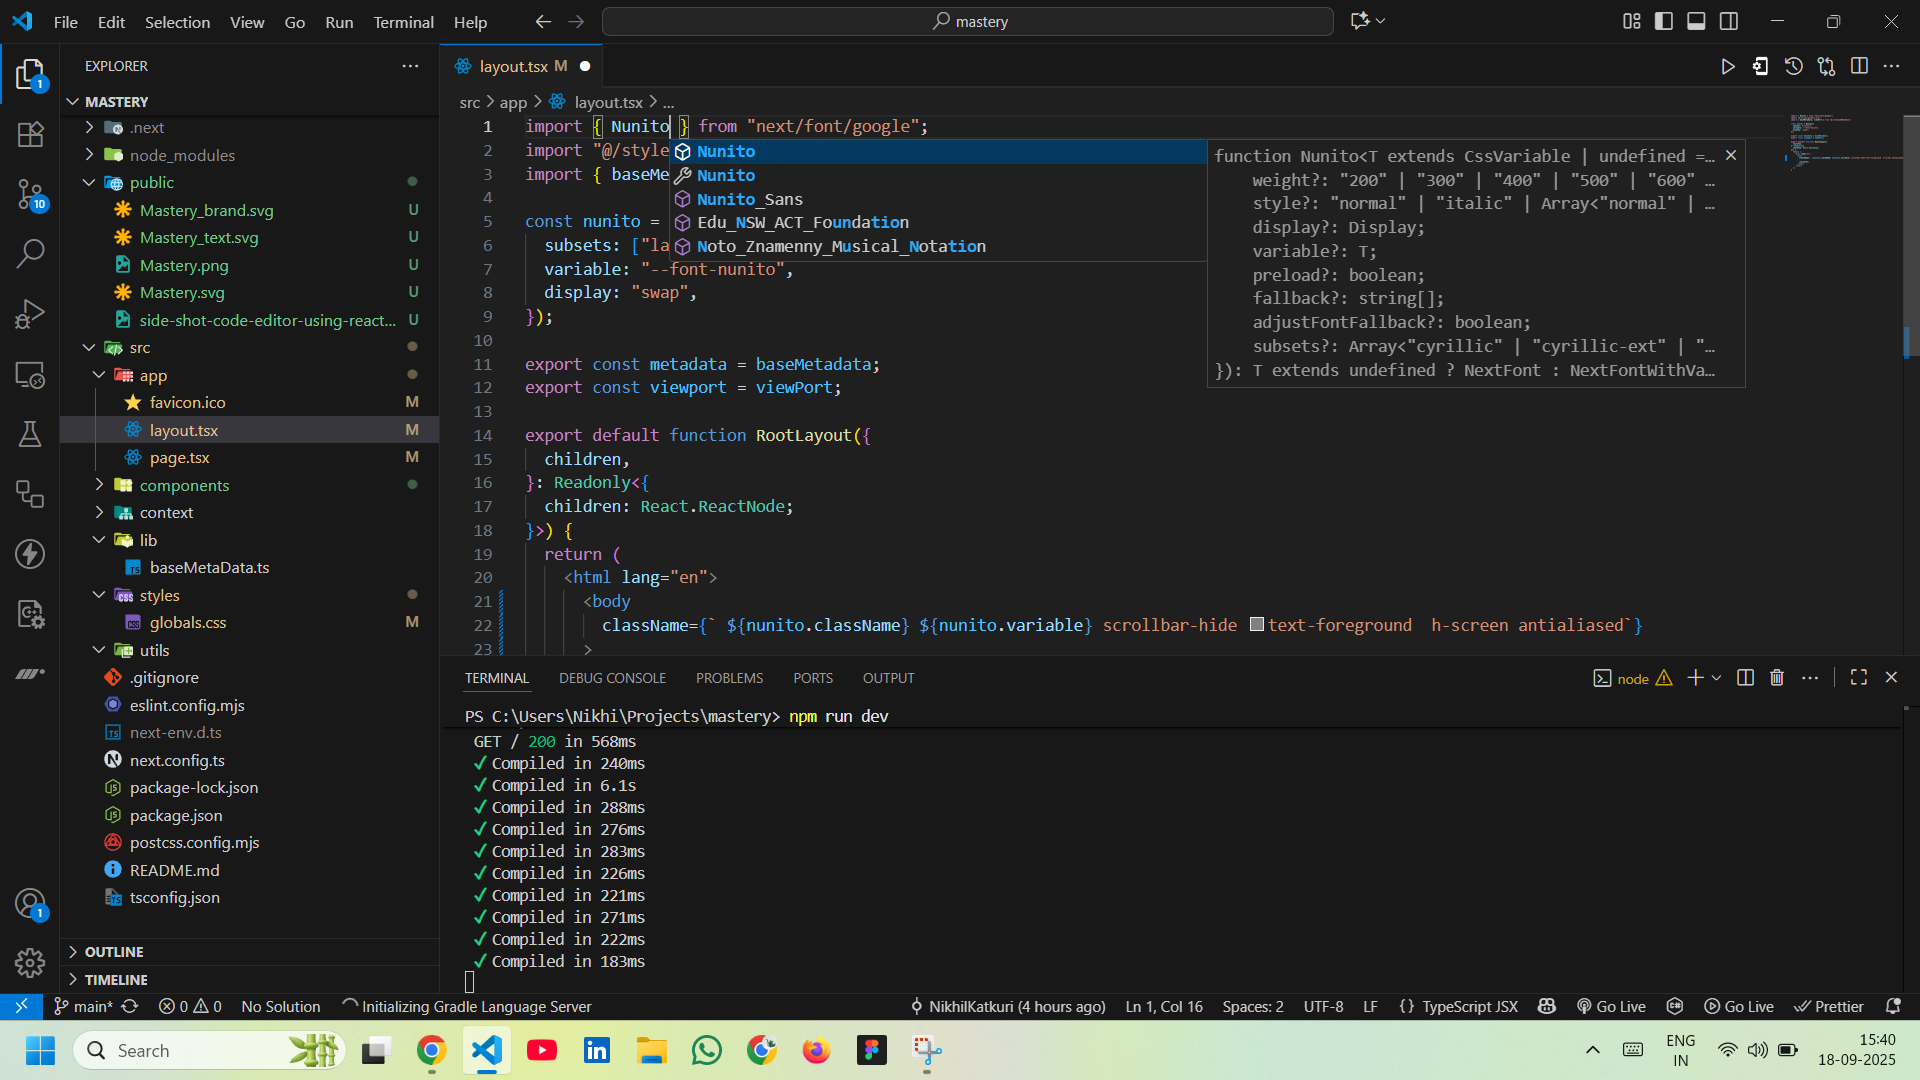 File Edit Selection View Go Run Terminal Help
mastery
EXPLORER
MASTERY
.next
node_modules
public
Mastery_brand.svg U
Mastery_text.svg U
Mastery.png U
Mastery.svg U
side-shot-code-editor-using-react... U
src
app
favicon.ico M
layout.tsx M
page.tsx M
components
context
lib
baseMetaData.ts
styles
globals.css M
utils
.gitignore
eslint.config.mjs
next-env.d.ts
next.config.ts
package-lock.json
package.json
postcss.config.mjs
README.md
tsconfig.json
OUTLINE
TIMELINE
1
10
1
layout.tsx M
src > app > layout.tsx > ...
1 import { Nunito } from "next/font/google";
2 import "@/style
3 import { baseMe
4
5 const nunito =
6 subsets: ["la
7 variable: "--font-nunito",
8 display: "swap",
9 });
10
11 export const metadata = baseMetadata;
12 export const viewport = viewPort;
13
14 export default function RootLayout({
15 children,
16 }: Readonly<{
17 children: React.ReactNode;
18 }>) {
19 return (
20 <html lang="en">
21 <body
22 className={` ${nunito.className} ${nunito.variable} scrollbar-hide text-foreground  h-screen antialiased`}
23 >
Nunito
Nunito
Nunito_Sans
Edu_NSW_ACT_Foundation
Noto_Znamenny_Musical_Notation
function Nunito<T extends CssVariable | undefined =…
weight?: "200" | "300" | "400" | "500" | "600" …
style?: "normal" | "italic" | Array<"normal" | …
display?: Display;
variable?: T;
preload?: boolean;
fallback?: string[];
adjustFontFallback?: boolean;
subsets?: Array<"cyrillic" | "cyrillic-ext" | "…
}): T extends undefined ? NextFont : NextFontWithVa…
TERMINAL DEBUG CONSOLE PROBLEMS PORTS OUTPUT
node
PS C:\Users\Nikhi\Projects\mastery> npm run dev
GET / 200 in 568ms
✓ Compiled in 240ms
✓ Compiled in 6.1s
✓ Compiled in 288ms
✓ Compiled in 276ms
✓ Compiled in 283ms
✓ Compiled in 226ms
✓ Compiled in 221ms
✓ Compiled in 271ms
✓ Compiled in 222ms
✓ Compiled in 183ms
main* 0 0 No Solution Initializing Gradle Language Server
NikhilKatkuri (4 hours ago) Ln 1, Col 16 Spaces: 2 UTF-8 LF {} TypeScript JSX Go Live Go Live Prettier
Search
ENG
IN
15:40
18-09-2025